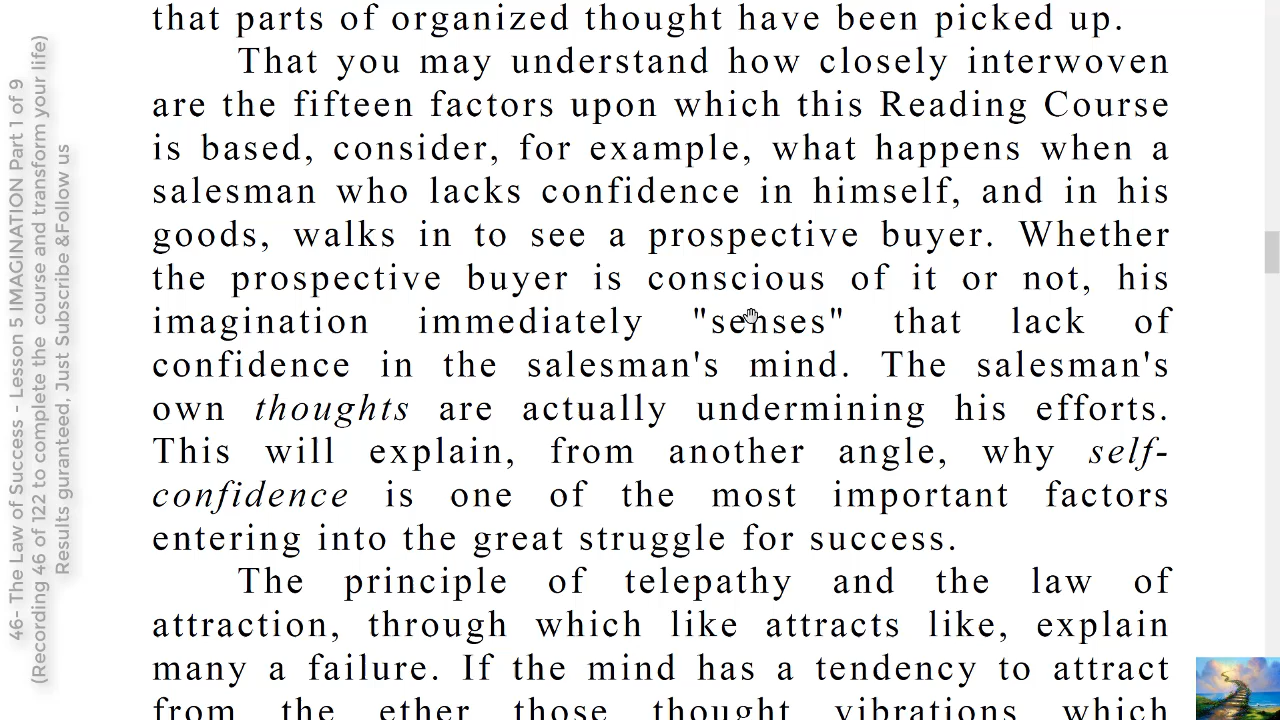 that parts of organized thought have been picked up.
That you may understand how closely interwoven
are the fifteen factors upon which this Reading Course
is based, consider, for example, what happens when a
salesman who lacks confidence in himself, and in his
goods, walks in to see a prospective buyer. Whether
the prospective buyer is conscious of it or not, his
imagination immediately "senses" that lack of
confidence in the salesman's mind. The salesman's
own thoughts are actually undermining his efforts.
This will explain, from another angle, why self-
confidence is one of the most important factors
entering into the great struggle for success.
The principle of telepathy and the law of
attraction, through which like attracts like, explain
many a failure. If the mind has a tendency to attract
from the ether those thought vibrations which
46- The Law of Success - Lesson 5 IMAGINATION Part 1 of 9
(Recording 46 of 122 to complete the course and transform your life)
Results guranteed, Just Subscribe &Follow us